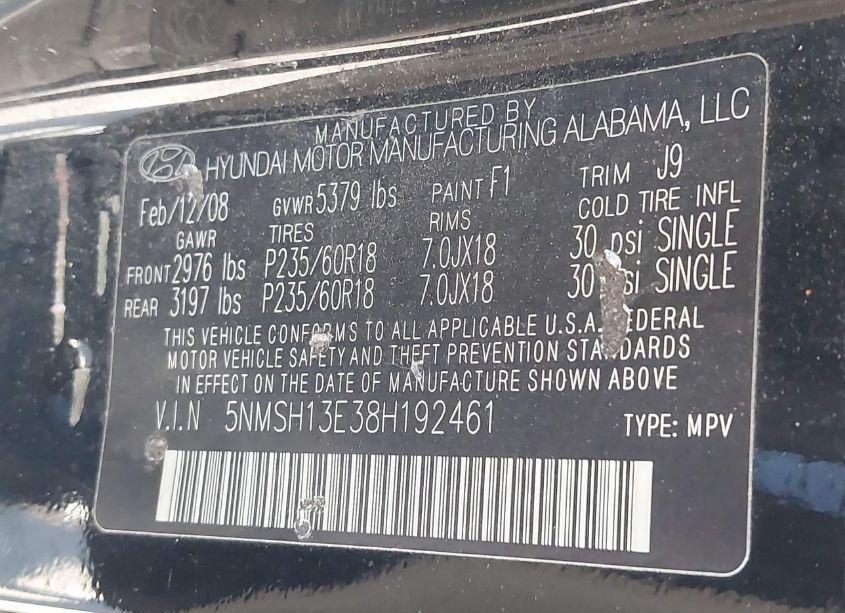 MANUFACTURED BY
HYUNDAI MOTOR MANUFACTURING ALABAMA, LLC
Feb/12/08 GVWR 5379 lbs PAINT F1 TRIM J9
GAWR TIRES RIMS COLD TIRE INFL
FRONT 2976 lbs P235/60R18 7.0JX18 30 psi SINGLE
REAR 3197 lbs P235/60R18 7.0JX18 30 psi SINGLE
THIS VEHICLE CONFORMS TO ALL APPLICABLE U.S.A. FEDERAL
MOTOR VEHICLE SAFETY AND THEFT PREVENTION STANDARDS
IN EFFECT ON THE DATE OF MANUFACTURE SHOWN ABOVE
V.I.N 5NMSH13E38H192461 TYPE: MPV